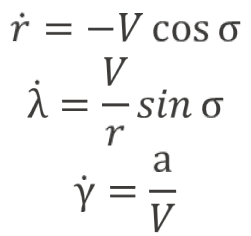 ṙ = −V cos σ
λ̇ = V/r sin σ
γ̇ = a/V